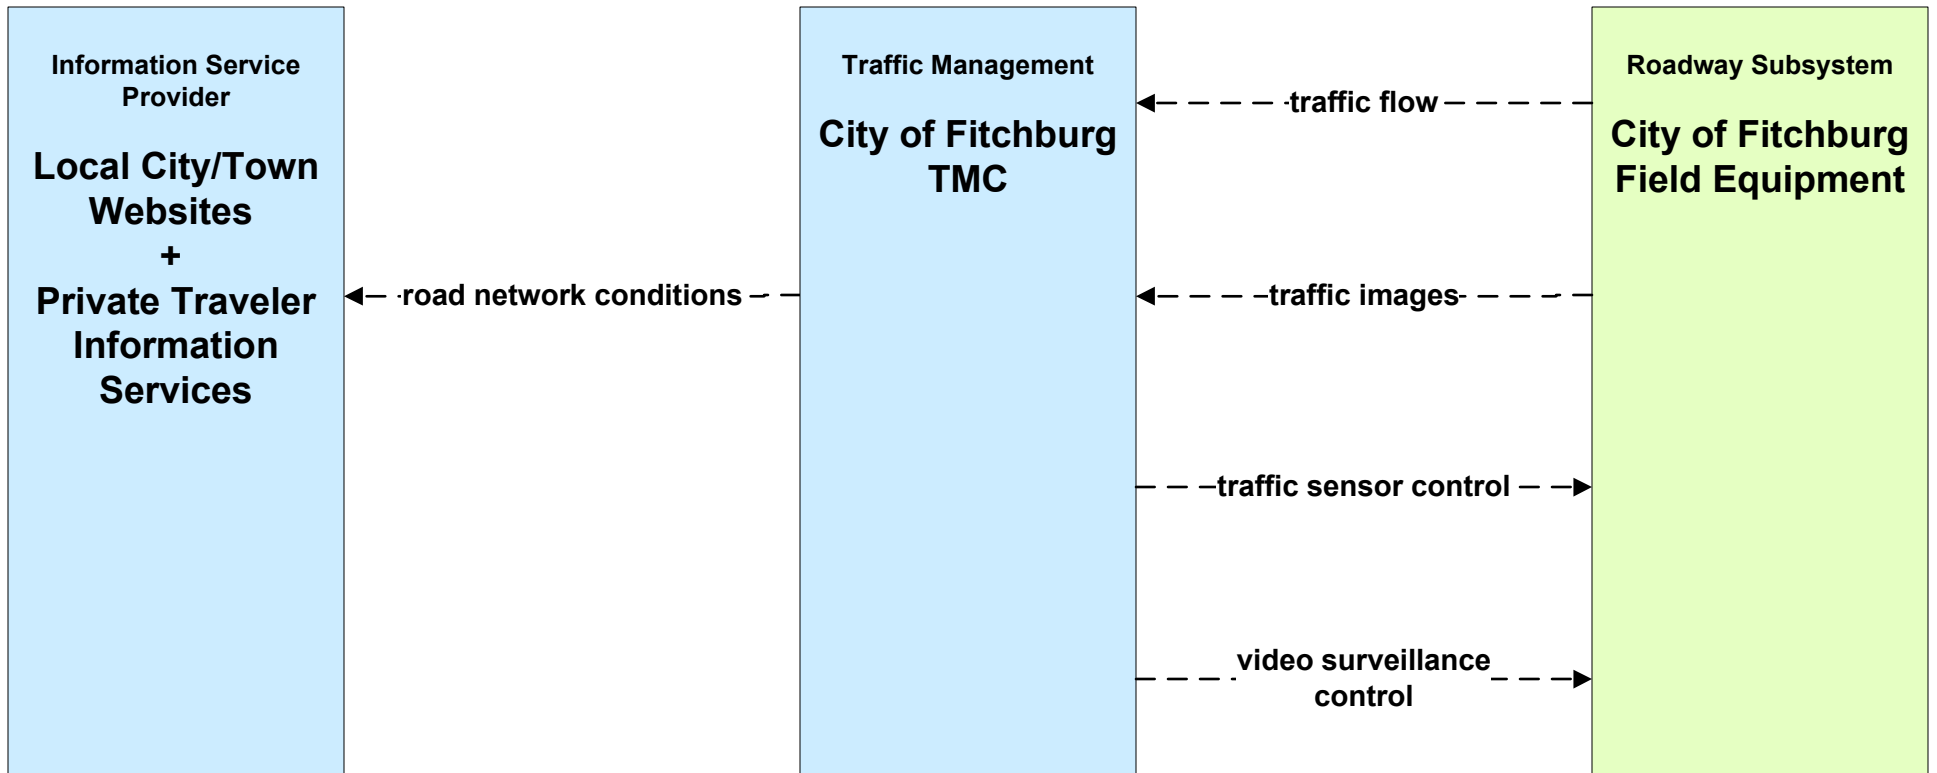 Information Service
Provider
Local City/Town
Websites
+
Private Traveler
Information
Services
road network conditions
Traffic Management
City of Fitchburg
TMC
traffic flow
traffic images
traffic sensor control
video surveillance
control
Roadway Subsystem
City of Fitchburg
Field Equipment